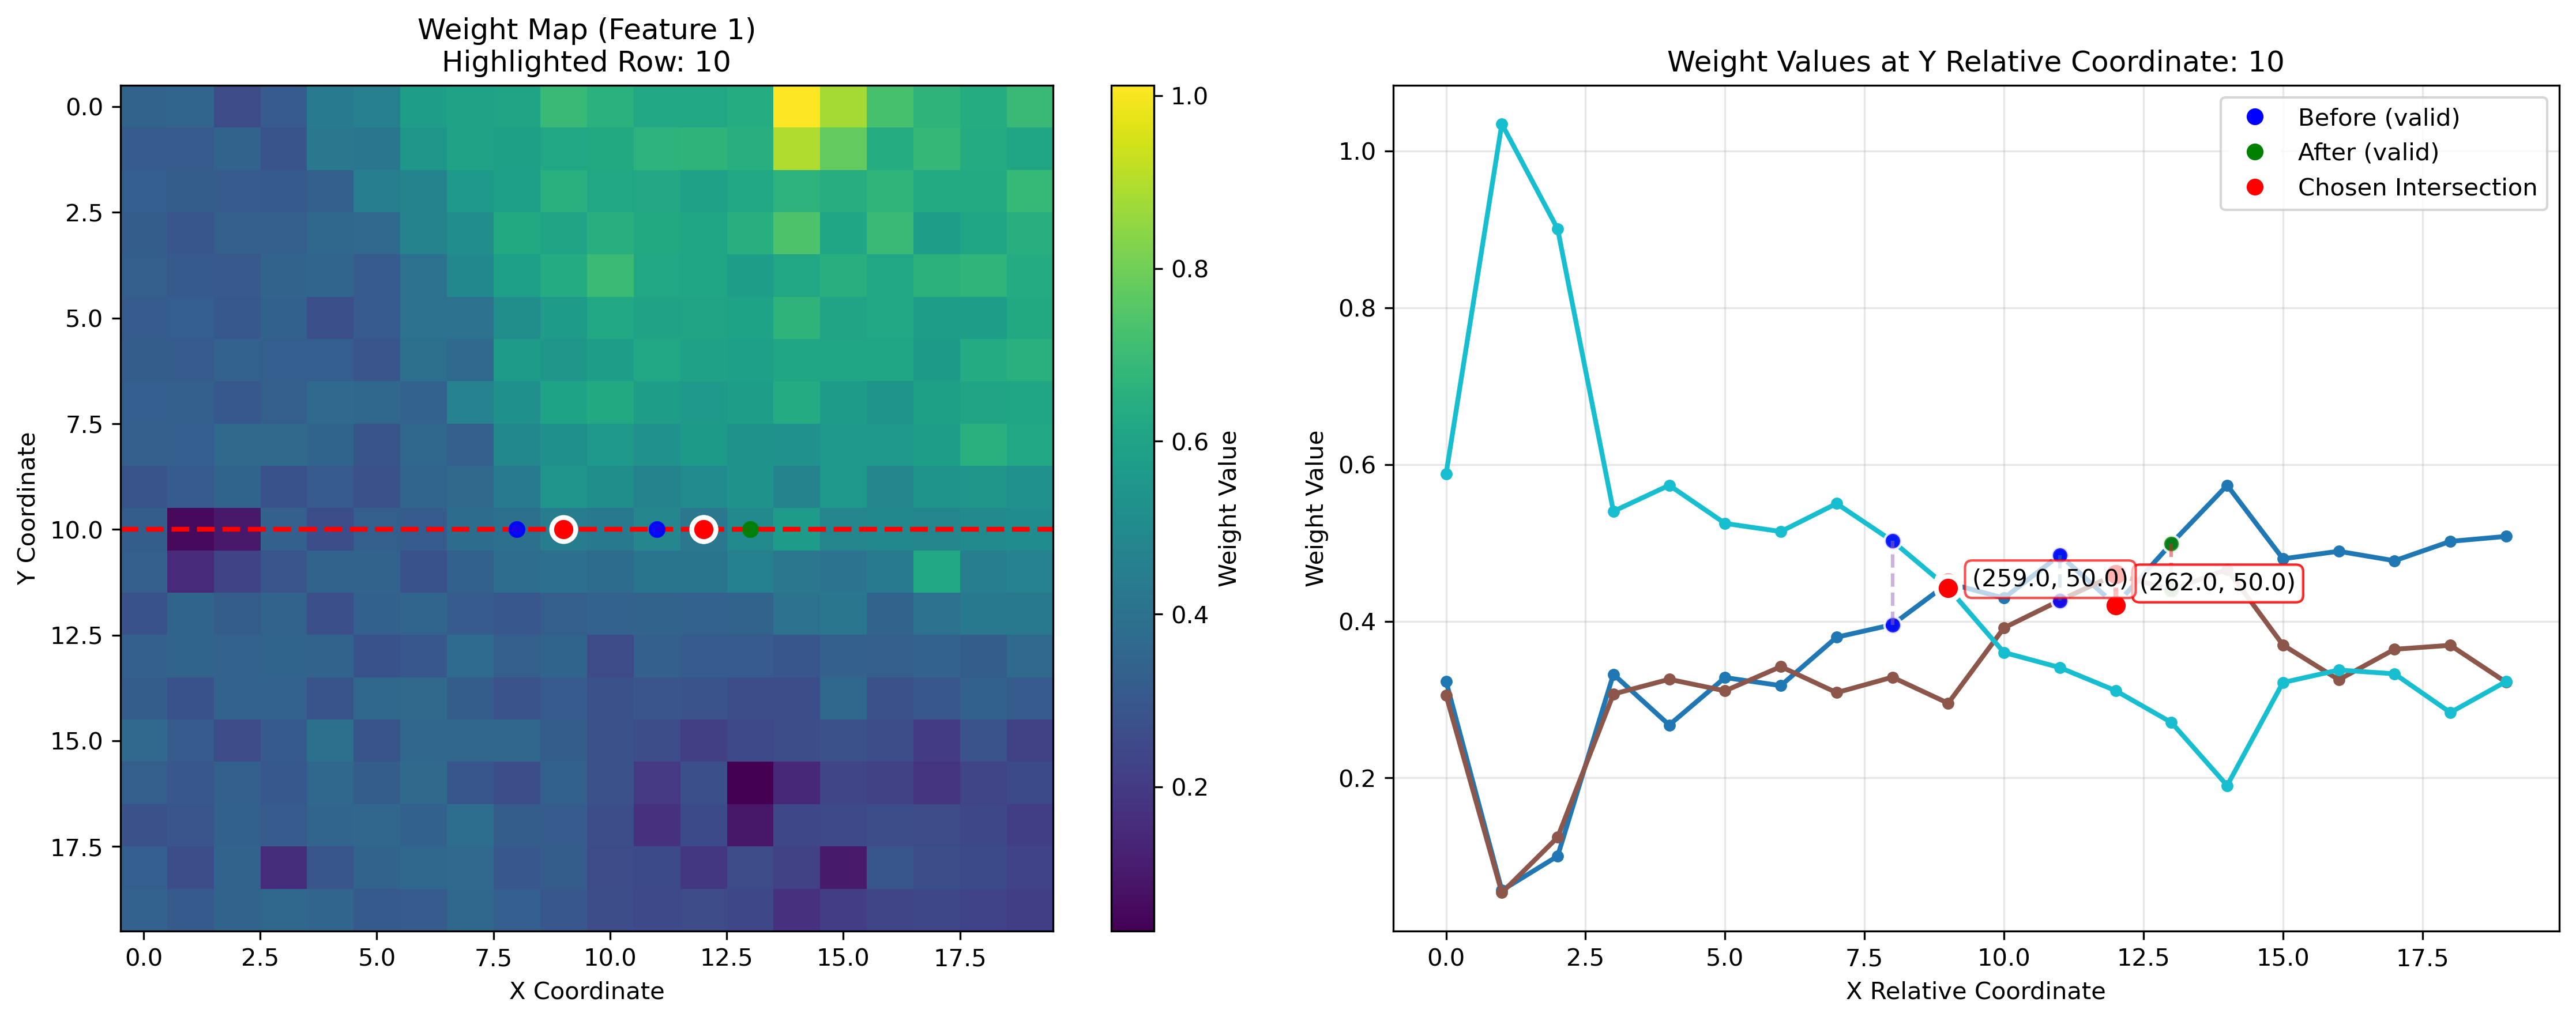 Weight Map (Feature 1)
Highlighted Row: 10
0.0
2.5
5.0
7.5
10.0
12.5
15.0
17.5
Y Coordinate
0.0 2.5 5.0 7.5 10.0 12.5 15.0 17.5
X Coordinate
1.0
0.8
0.6
0.4
0.2
Weight Value
Weight Values at Y Relative Coordinate: 10
Before (valid)
After (valid)
Chosen Intersection
1.0
0.8
0.6
0.4
0.2
Weight Value
(259.0, 50.0)
(262.0, 50.0)
0.0 2.5 5.0 7.5 10.0 12.5 15.0 17.5
X Relative Coordinate